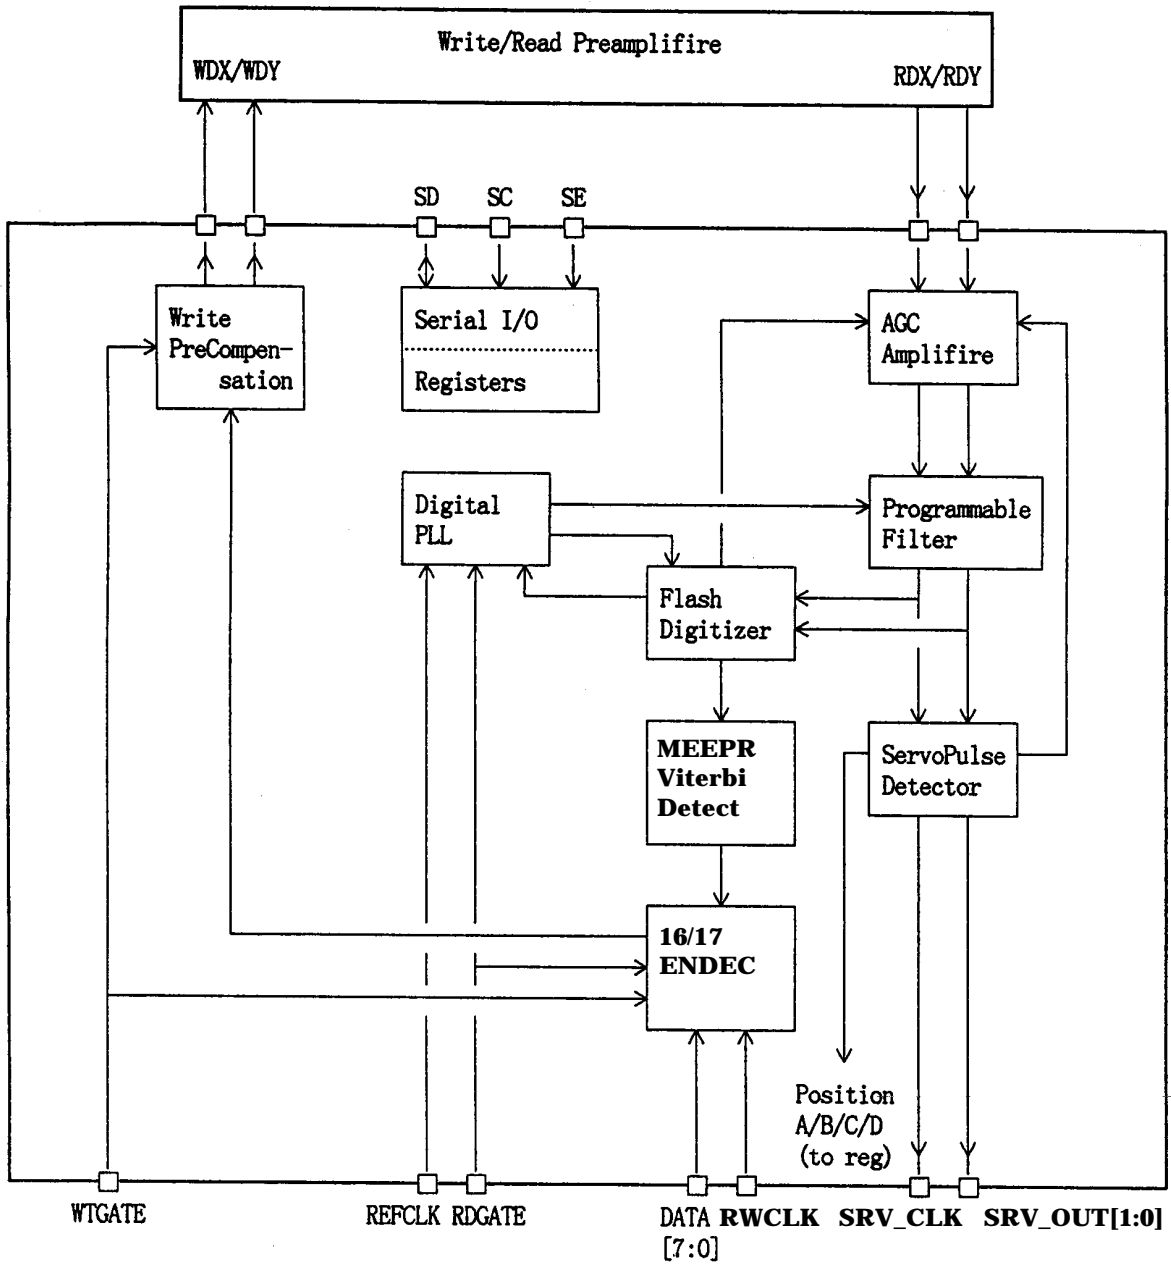 Write/Read Preamplifire
WDX/WDY
RDX/RDY
SD
SC
SE
Write
PreCompen-
sation
Serial I/O
Registers
AGC
Amplifire
Digital
PLL
Programmable
Filter
Flash
Digitizer
MEEPR
Viterbi
Detect
ServoPulse
Detector
16/17
ENDEC
Position
A/B/C/D
(to reg)
WTGATE
REFCLK
RDGATE
DATA
[7:0]
RWCLK
SRV_CLK
SRV_OUT[1:0]